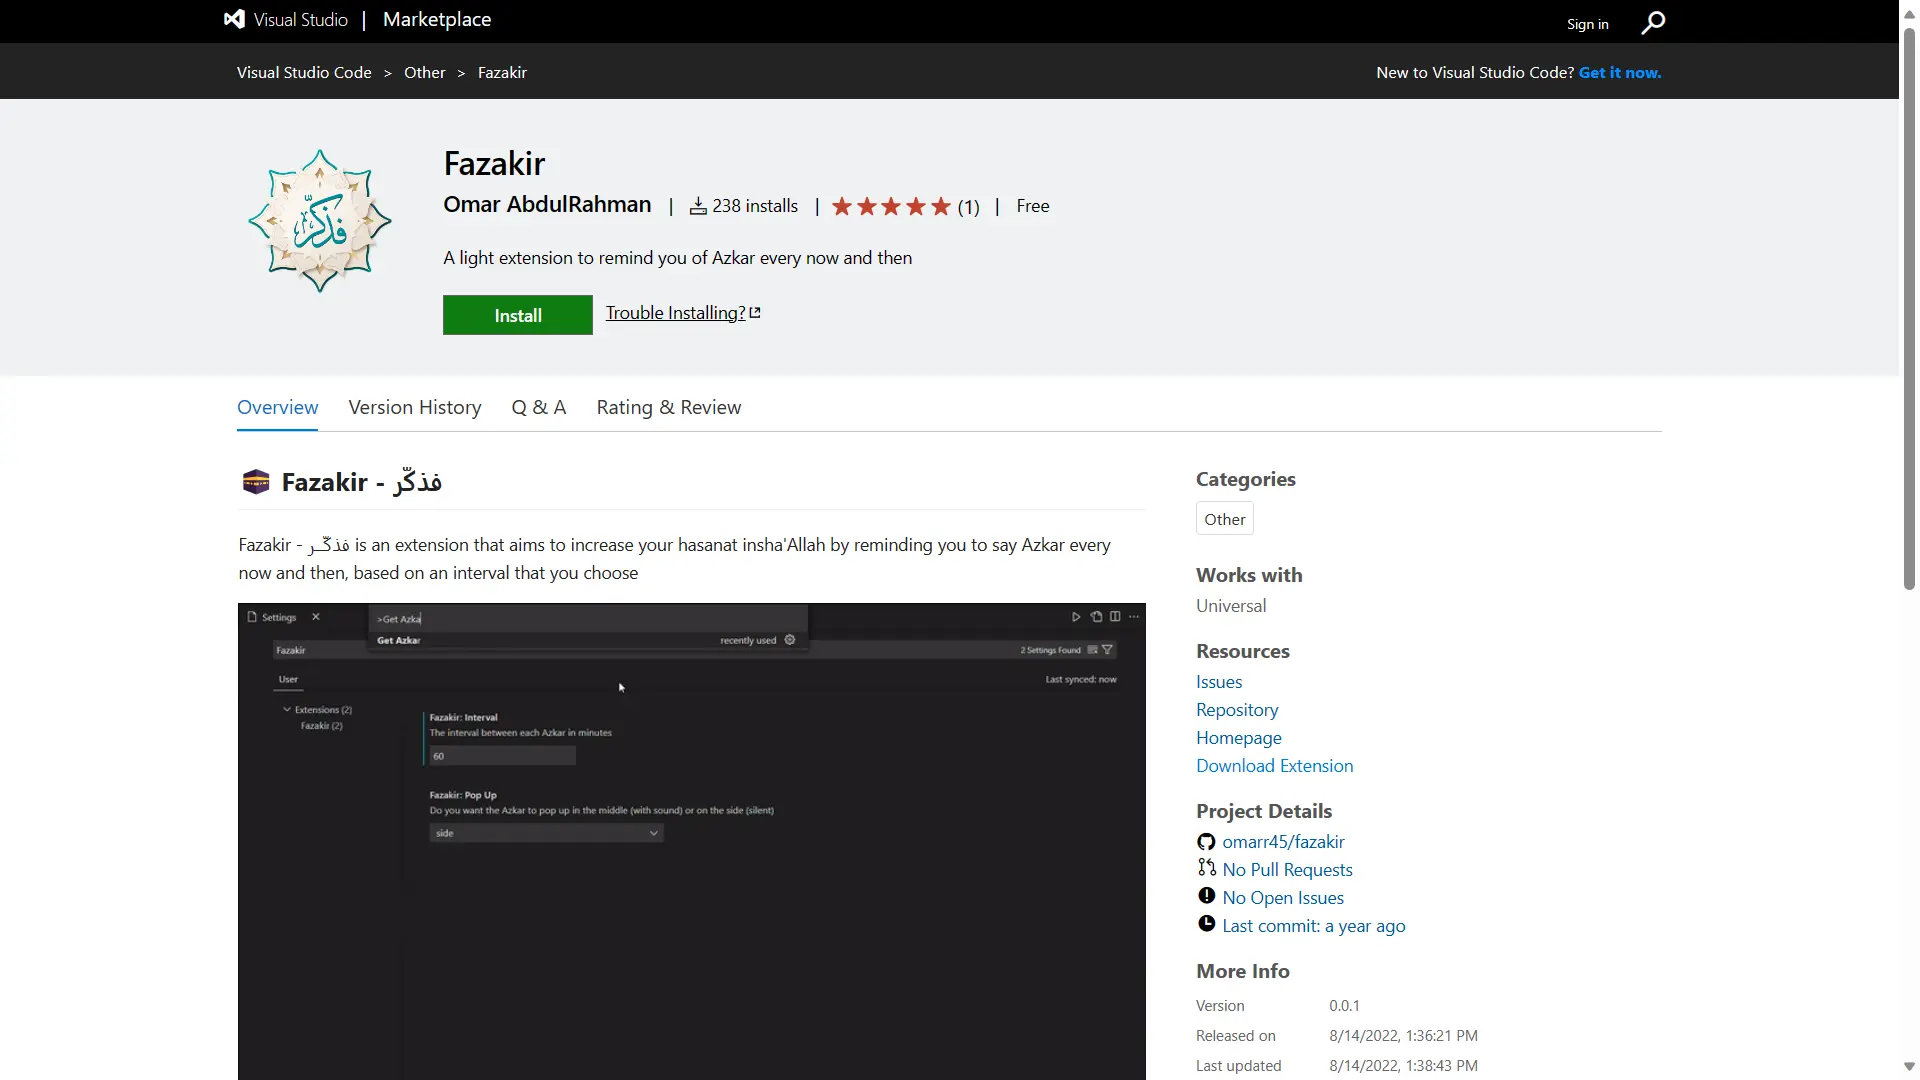 Visual Studio | Marketplace
Sign in
Visual Studio Code > Other > Fazakir
New to Visual Studio Code? Get it now.
فذكّر
Fazakir
Omar AbdulRahman | 238 installs | (1) | Free
A light extension to remind you of Azkar every now and then
Install
Trouble Installing?
Overview
Version History
Q & A
Rating & Review
Fazakir - فذكّر
Fazakir - فذكّــر is an extension that aims to increase your hasanat insha'Allah by reminding you to say Azkar every
now and then, based on an interval that you choose
Settings
>Get Azka
Get Azkar
recently used
Fazakir
2 Settings Found
User
Last synced: now
Extensions (2)
Fazakir (2)
Fazakir: Interval
The interval between each Azkar in minutes
60
Fazakir: Pop Up
Do you want the Azkar to pop up in the middle (with sound) or on the side (silent)
side
Categories
Other
Works with
Universal
Resources
Issues
Repository
Homepage
Download Extension
Project Details
omarr45/fazakir
No Pull Requests
No Open Issues
Last commit: a year ago
More Info
Version 0.0.1
Released on 8/14/2022, 1:36:21 PM
Last updated 8/14/2022, 1:38:43 PM